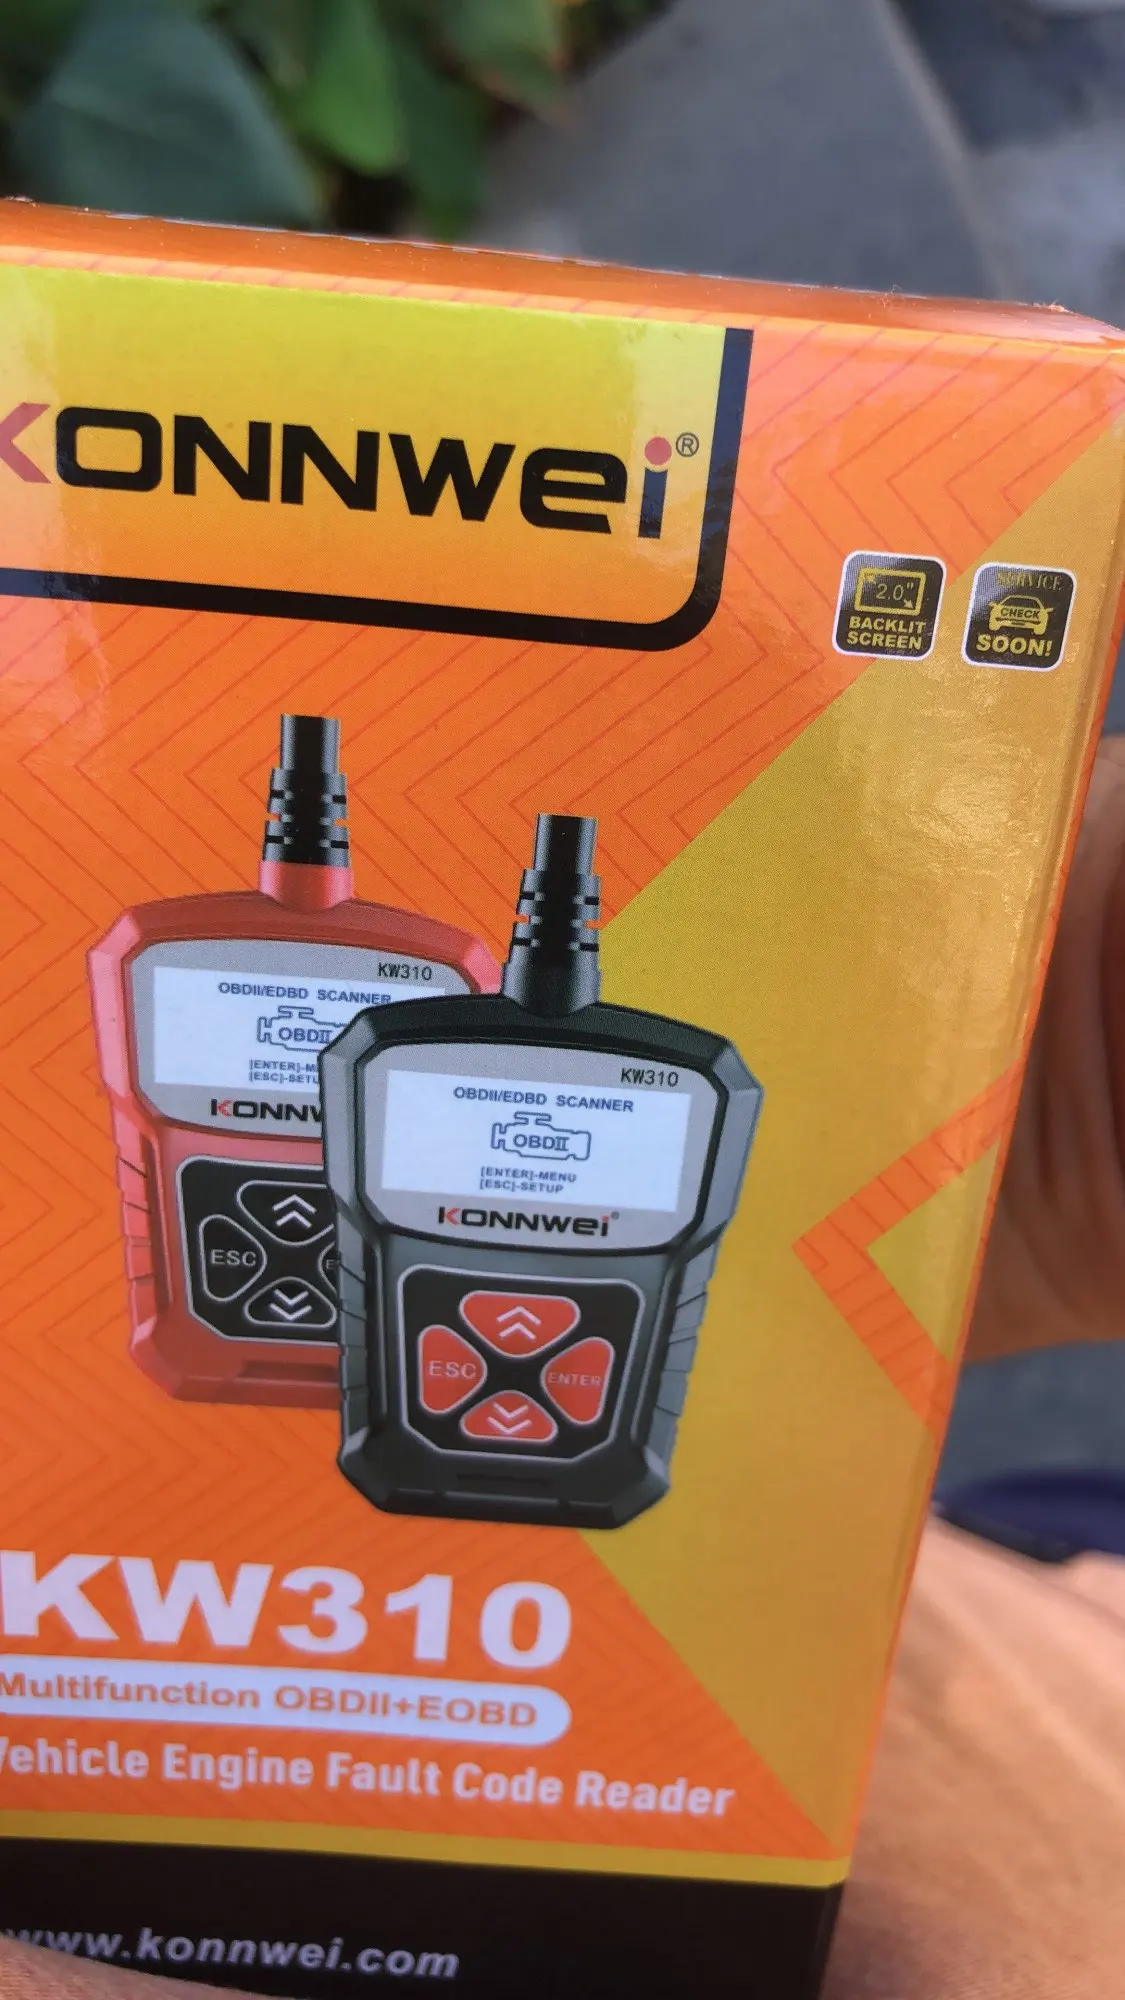 KONNWEI®
2.0"
BACKLIT
SCREEN
SERVICE
CHECK
SOON!
KW310
OBDII/EDBD SCANNER
OBDII
[ESC]-SETU
KONNW
ESC
KW310
OBDII/EDBD SCANNER
OBDII
[ENTER]-MENU
[ESC]-SETUP
KONNWEI®
ESC
ENTER
KW310
Multifunction OBDII+EOBD
Vehicle Engine Fault Code Reader
www.konnwei.com